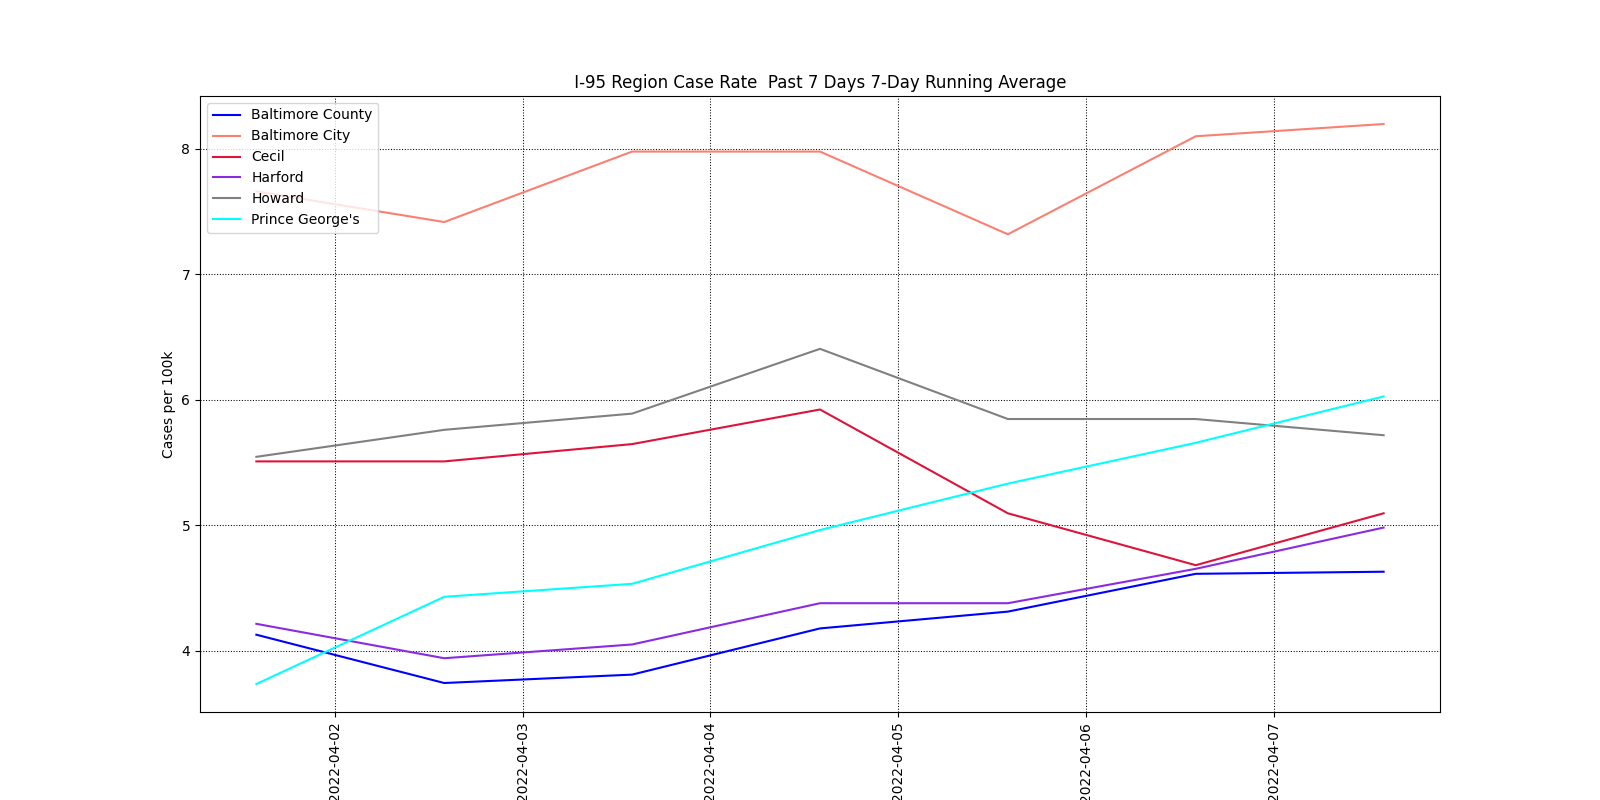 I-95 Region Case Rate  Past 7 Days 7-Day Running Average
Baltimore County
Baltimore City
Cecil
Harford
Howard
Prince George's
Cases per 100k
8
7
6
5
4
2022-04-02
2022-04-03
2022-04-04
2022-04-05
2022-04-06
2022-04-07